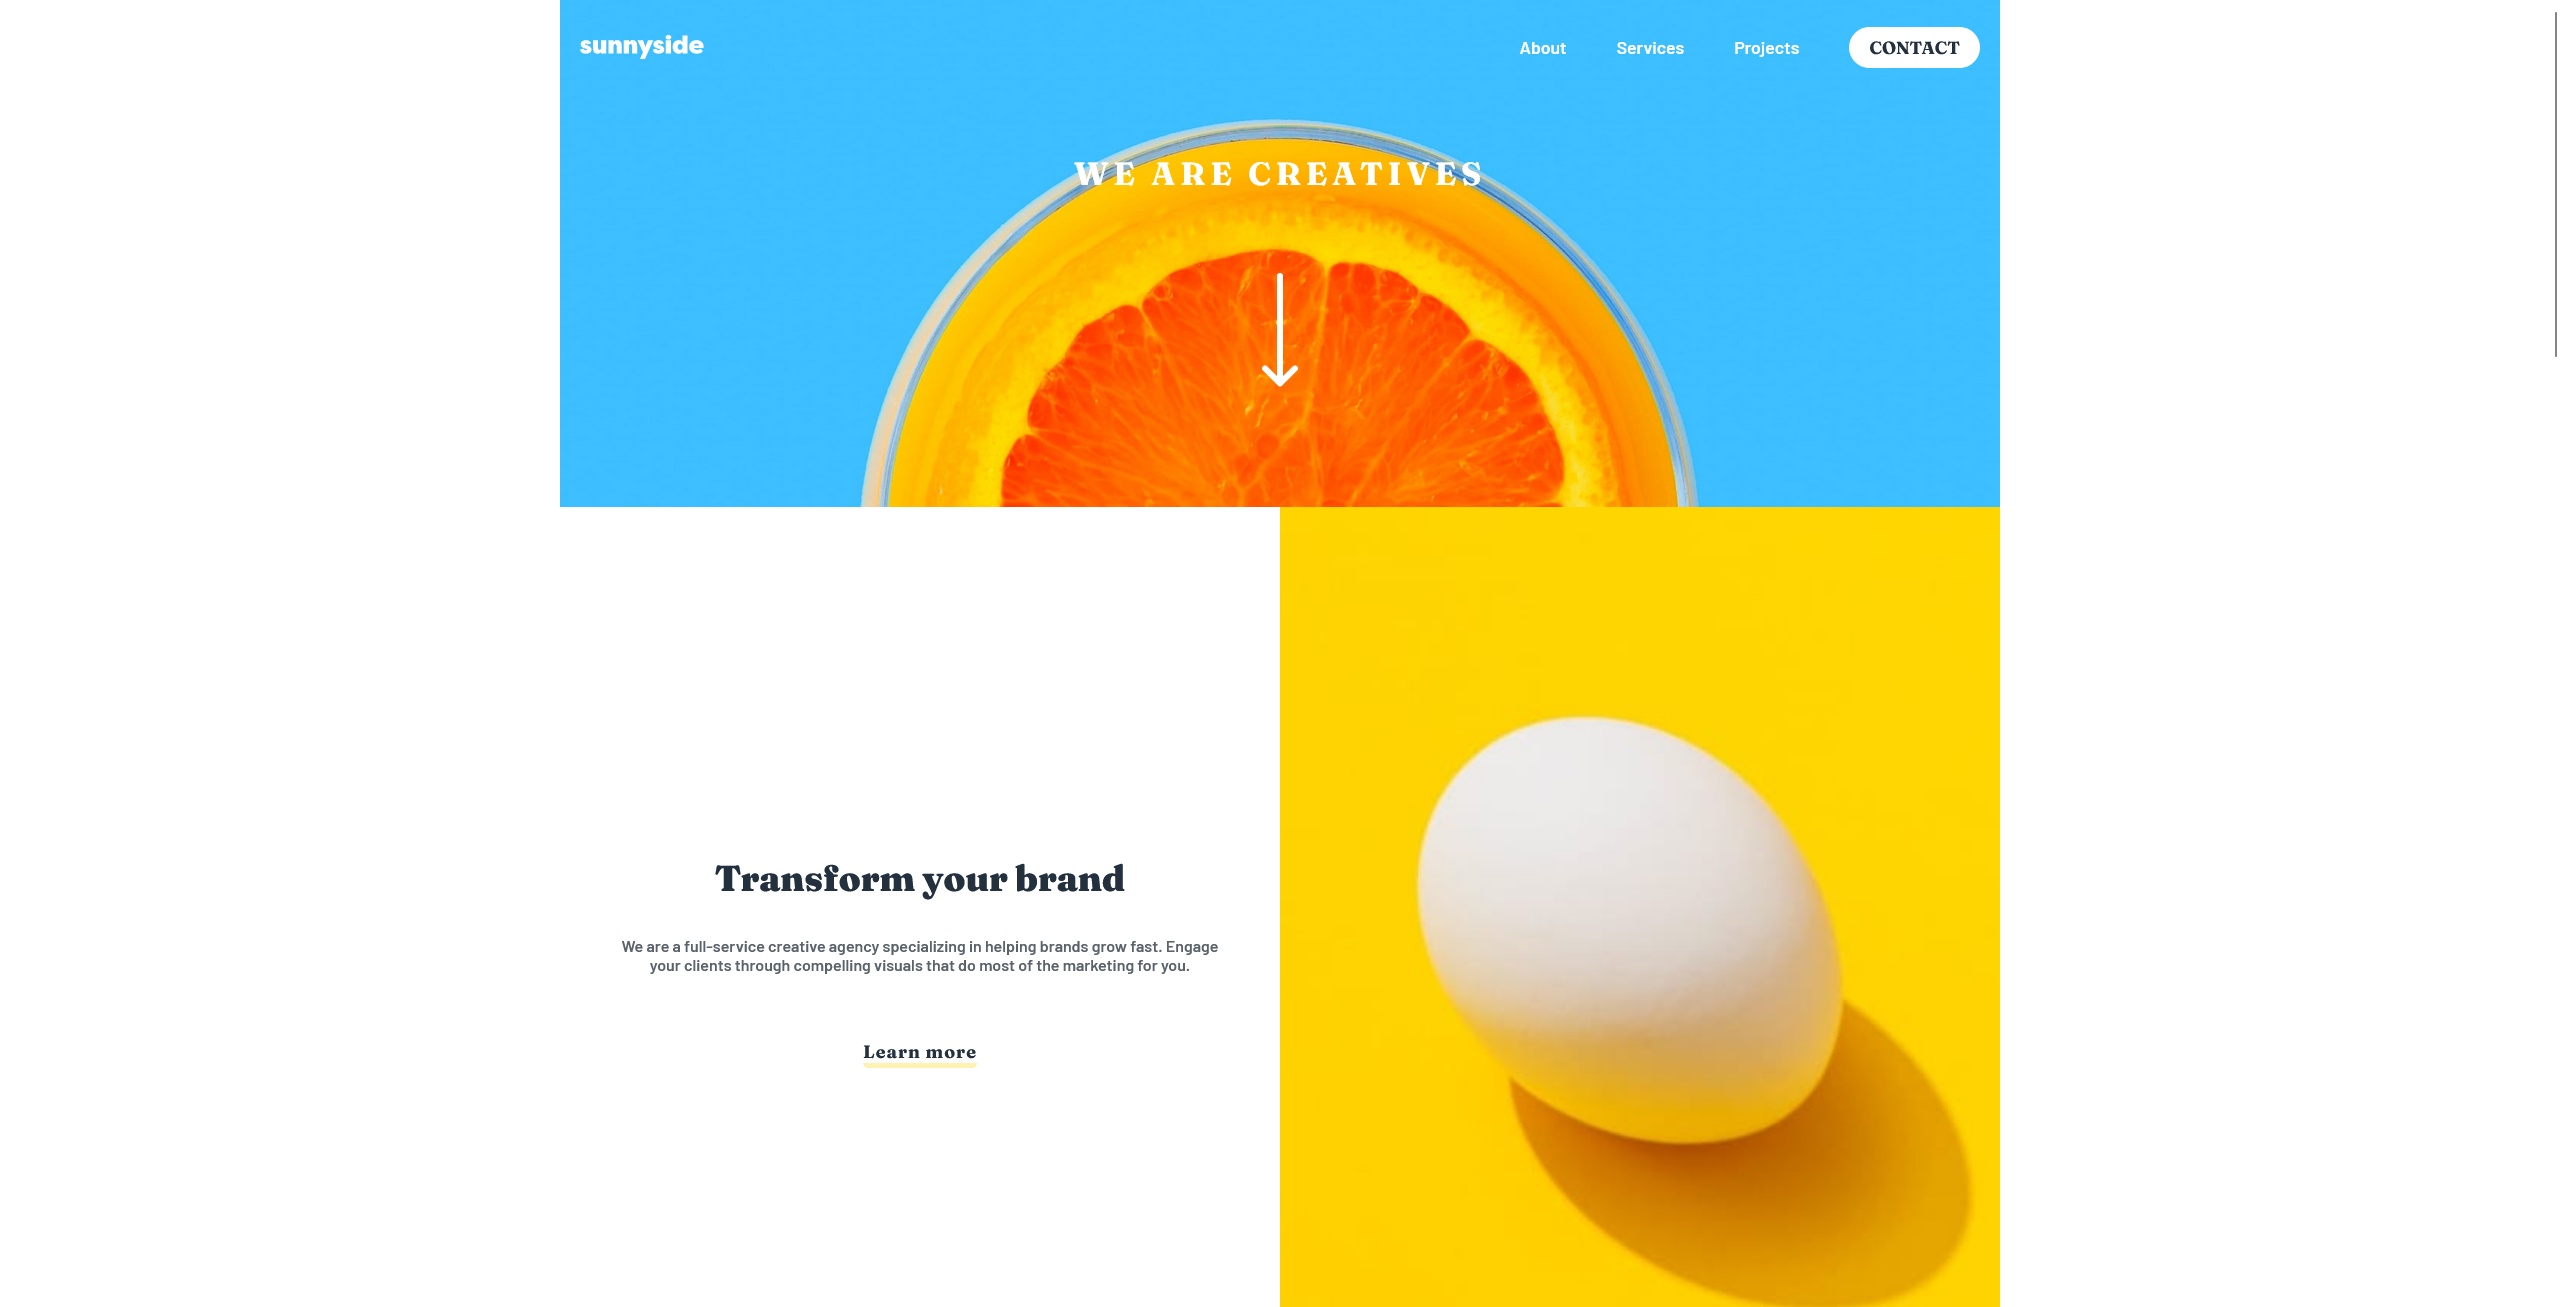 sunnyside
About
Services
Projects
CONTACT
WE ARE CREATIVES
Transform your brand
We are a full-service creative agency specializing in helping brands grow fast. Engage
your clients through compelling visuals that do most of the marketing for you.
Learn more